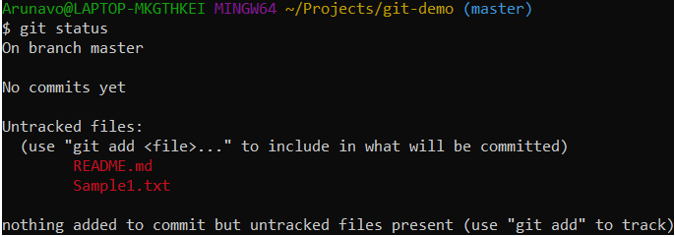 Arunavo@LAPTOP-MKGTHKEI MINGW64 ~/Projects/git-demo (master)
$ git status
On branch master
No commits yet
Untracked files:
(use "git add <file>..." to include in what will be committed)
README.md
Sample1.txt
nothing added to commit but untracked files present (use "git add" to track)